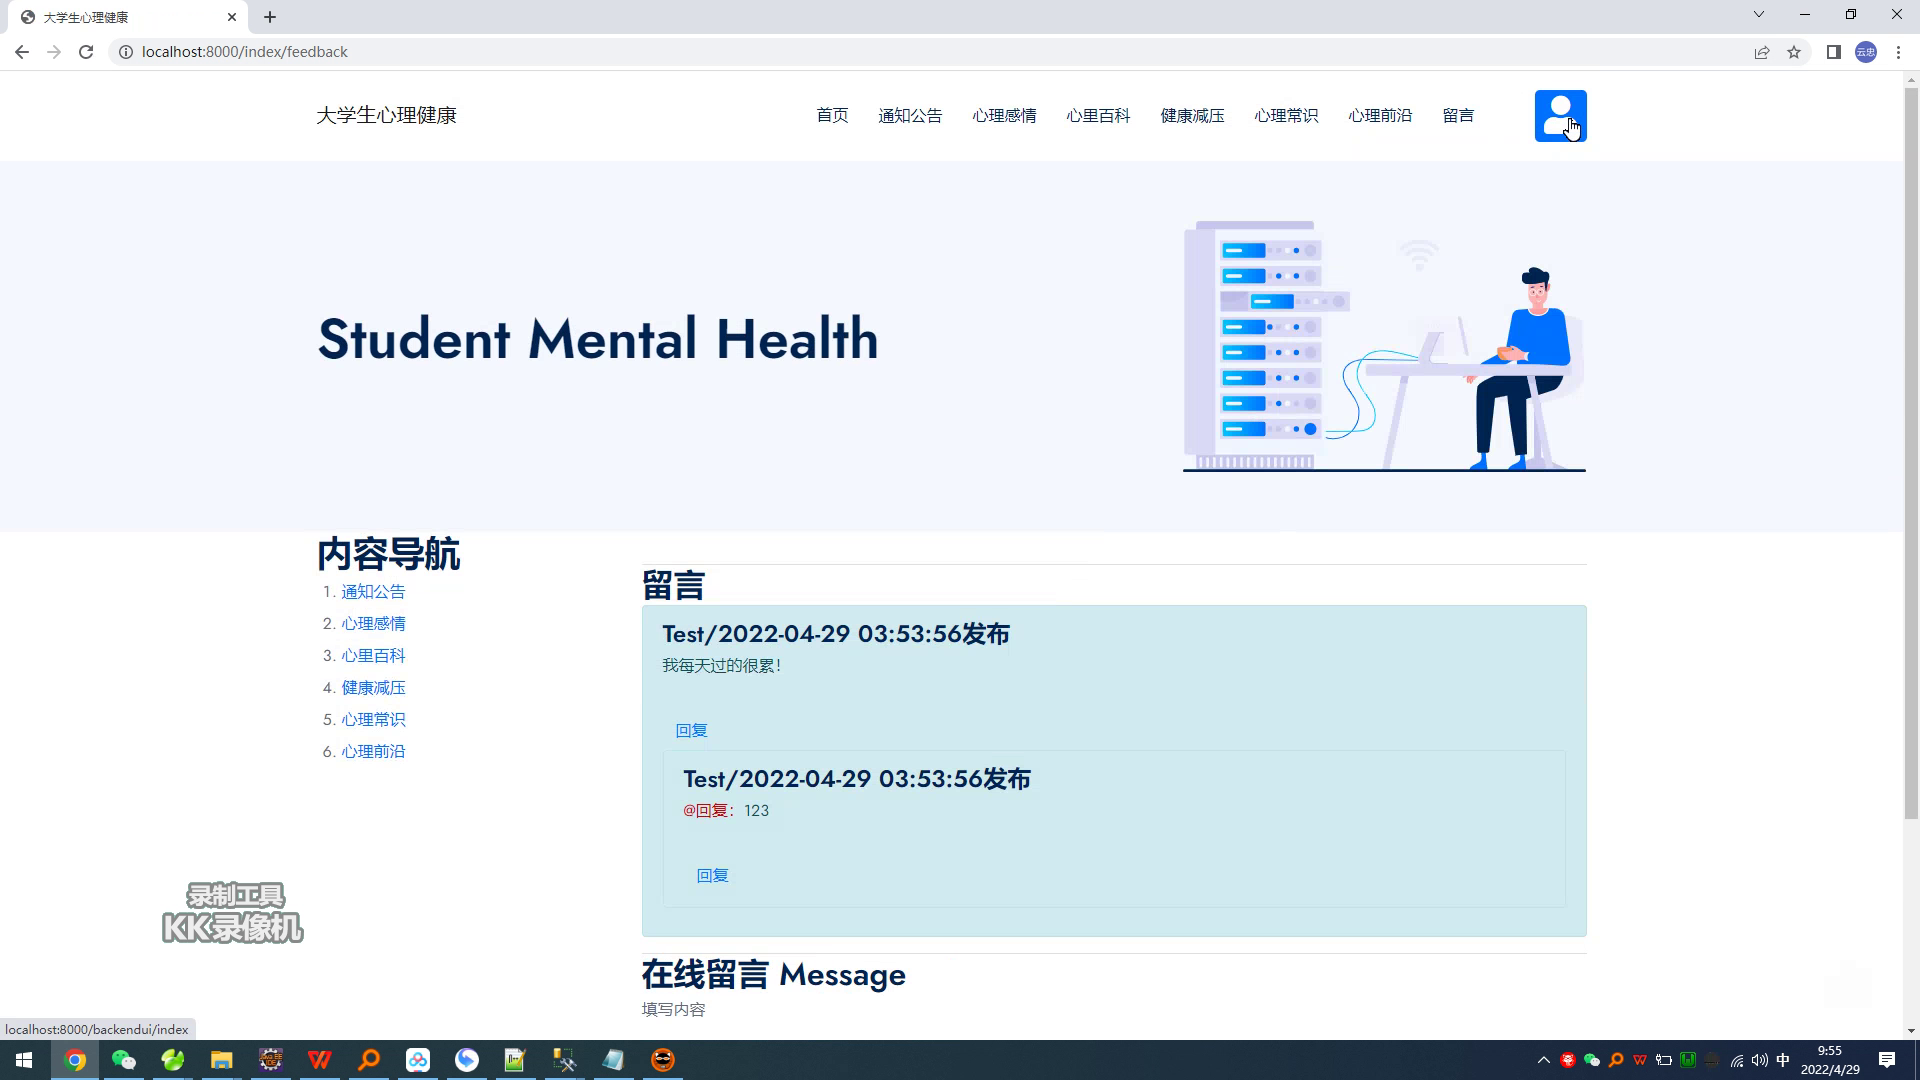 大学生心理健康
localhost:8000/index/feedback
云忠
大学生心理健康
首页 通知公告 心理感情 心里百科 健康减压 心理常识 心理前沿 留言
Student Mental Health
内容导航
1. 通知公告
2. 心理感情
3. 心里百科
4. 健康减压
5. 心理常识
6. 心理前沿
留言
Test/2022-04-29 03:53:56发布
我每天过的很累！
回复
Test/2022-04-29 03:53:56发布
@回复：123
回复
在线留言 Message
填写内容
录制工具
KK录像机
localhost:8000/backendui/index
中
9:55
2022/4/29